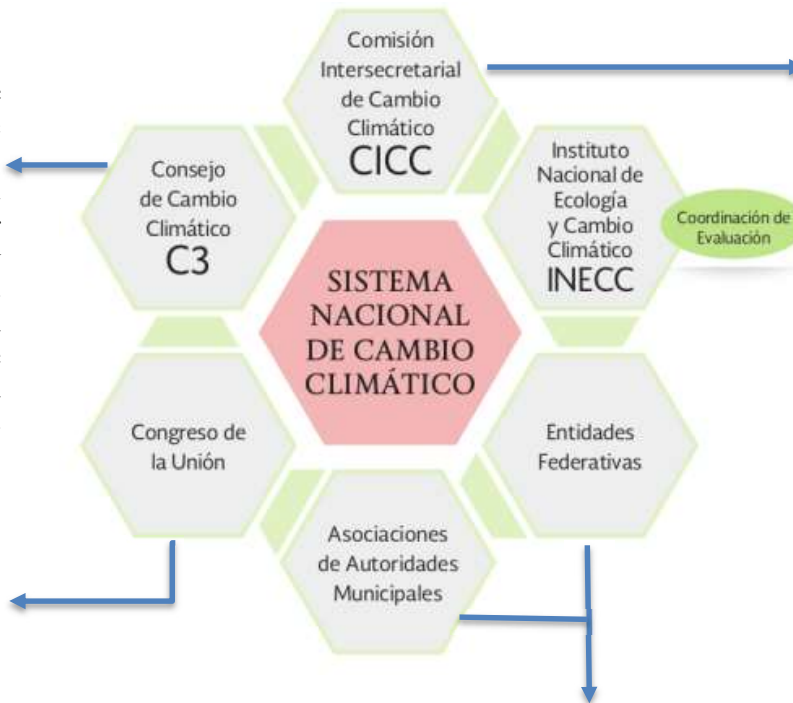 Comisión
Intersecretarial
de Cambio
Climático
CICC
Instituto
Nacional de
Ecología
y Cambio
Climático
INECC
Coordinación de
Evaluación
Consejo
de Cambio
Climático
C3
SISTEMA
NACIONAL
DE CAMBIO
CLIMÁTICO
Congreso de
la Unión
Entidades
Federativas
Asociaciones
de Autoridades
Municipales